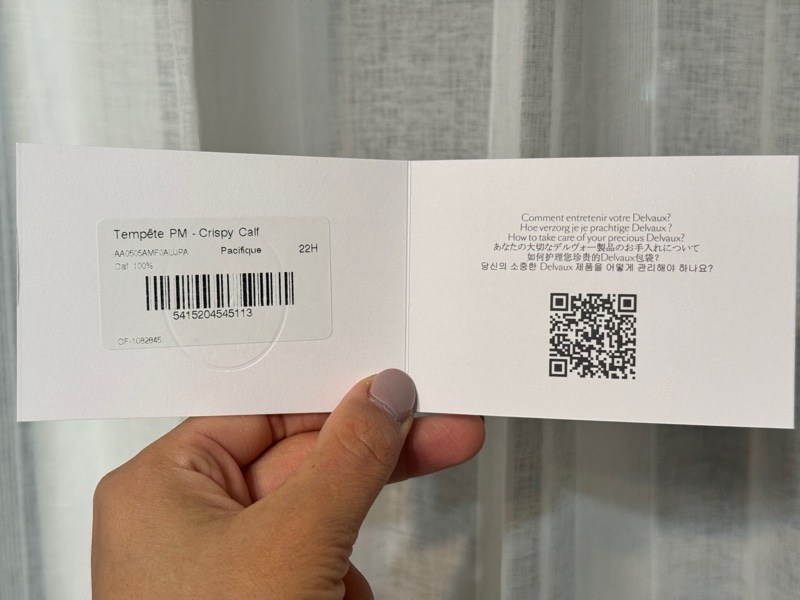 Tempête PM - Crispy Calf
AA0505AMF0ALUPA Pacifique 22H
Calf 100%
5415204545113
OF-1082845
Comment entretenir votre Delvaux?
Hoe verzorg je je prachtige Delvaux ?
How to take care of your precious Delvaux?
あなたの大切なデルヴォー製品のお手入れについて
如何护理您珍贵的Delvaux包袋?
당신의 소중한 Delvaux 제품을 어떻게 관리해야 하나요?